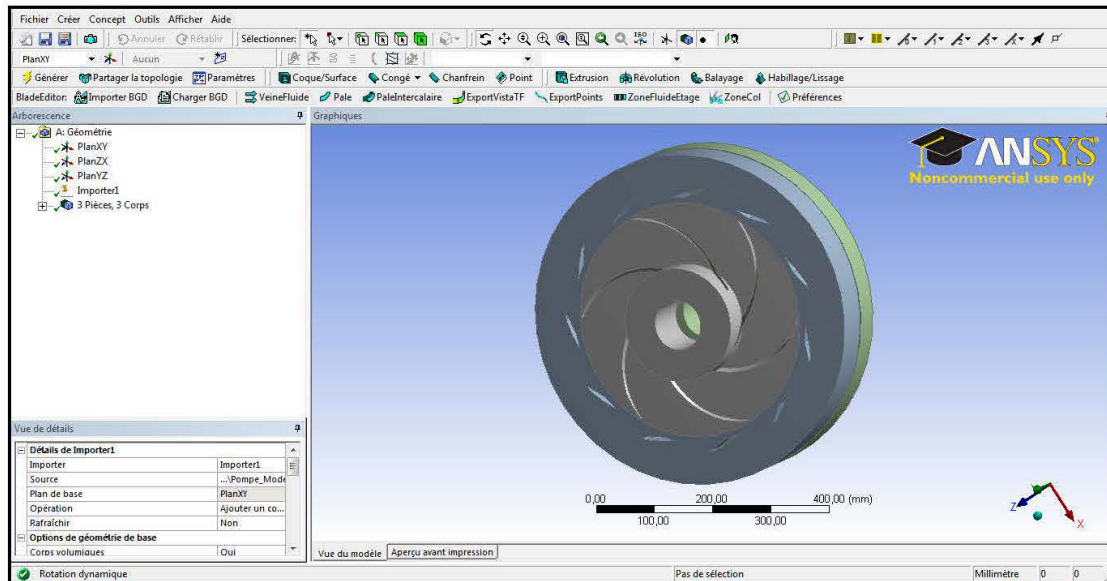 Fichier Créer Concept Outils Afficher Aide
Annuler Rétablir Sélectionner:
PlanXY Aucun
Générer Partager la topologie Paramètres Coque/Surface Congé Chanfrein Point Extrusion Révolution Balayage Habillage/Lissage
BladeEditor: Importer BGD Charger BGD VeineFluide Pale PaleIntercalaire ExportVistaTF ExportPoints ZoneFluidEtage ZoneCol Préférences
Arborescence
A: Géométrie
PlanXY
PlanZX
PlanYZ
Importer1
3 Pièces, 3 Corps
Vue de détails
Détails de Importer1
Importer Importer1
Source ...\Pompe_Mode
Plan de base PlanXY
Opération Ajouter un co...
Rafraîchir Non
Options de géométrie de base
Corps volumiques Oui
Graphiques
ANSYS
Noncommercial use only
0,00 200,00 400,00 (mm)
100,00 300,00
Z X
Vue du modèle Aperçu avant impression
Rotation dynamique Pas de sélection Millimètre 0 0